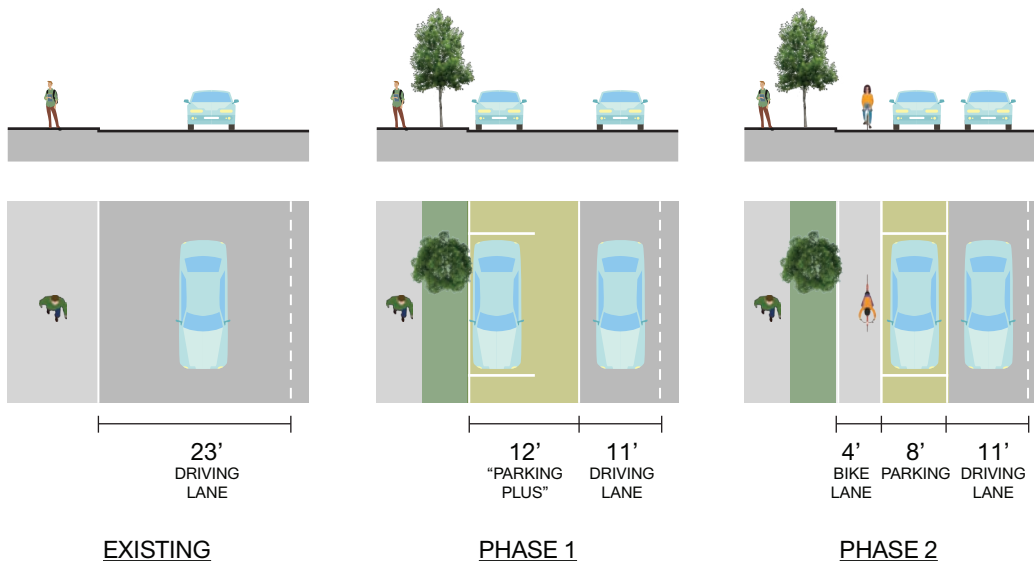 23’
DRIVING
LANE
EXISTING
12’
“PARKING
PLUS”
11’
DRIVING
LANE
PHASE 1
4’
BIKE
LANE
8’
PARKING
11’
DRIVING
LANE
PHASE 2